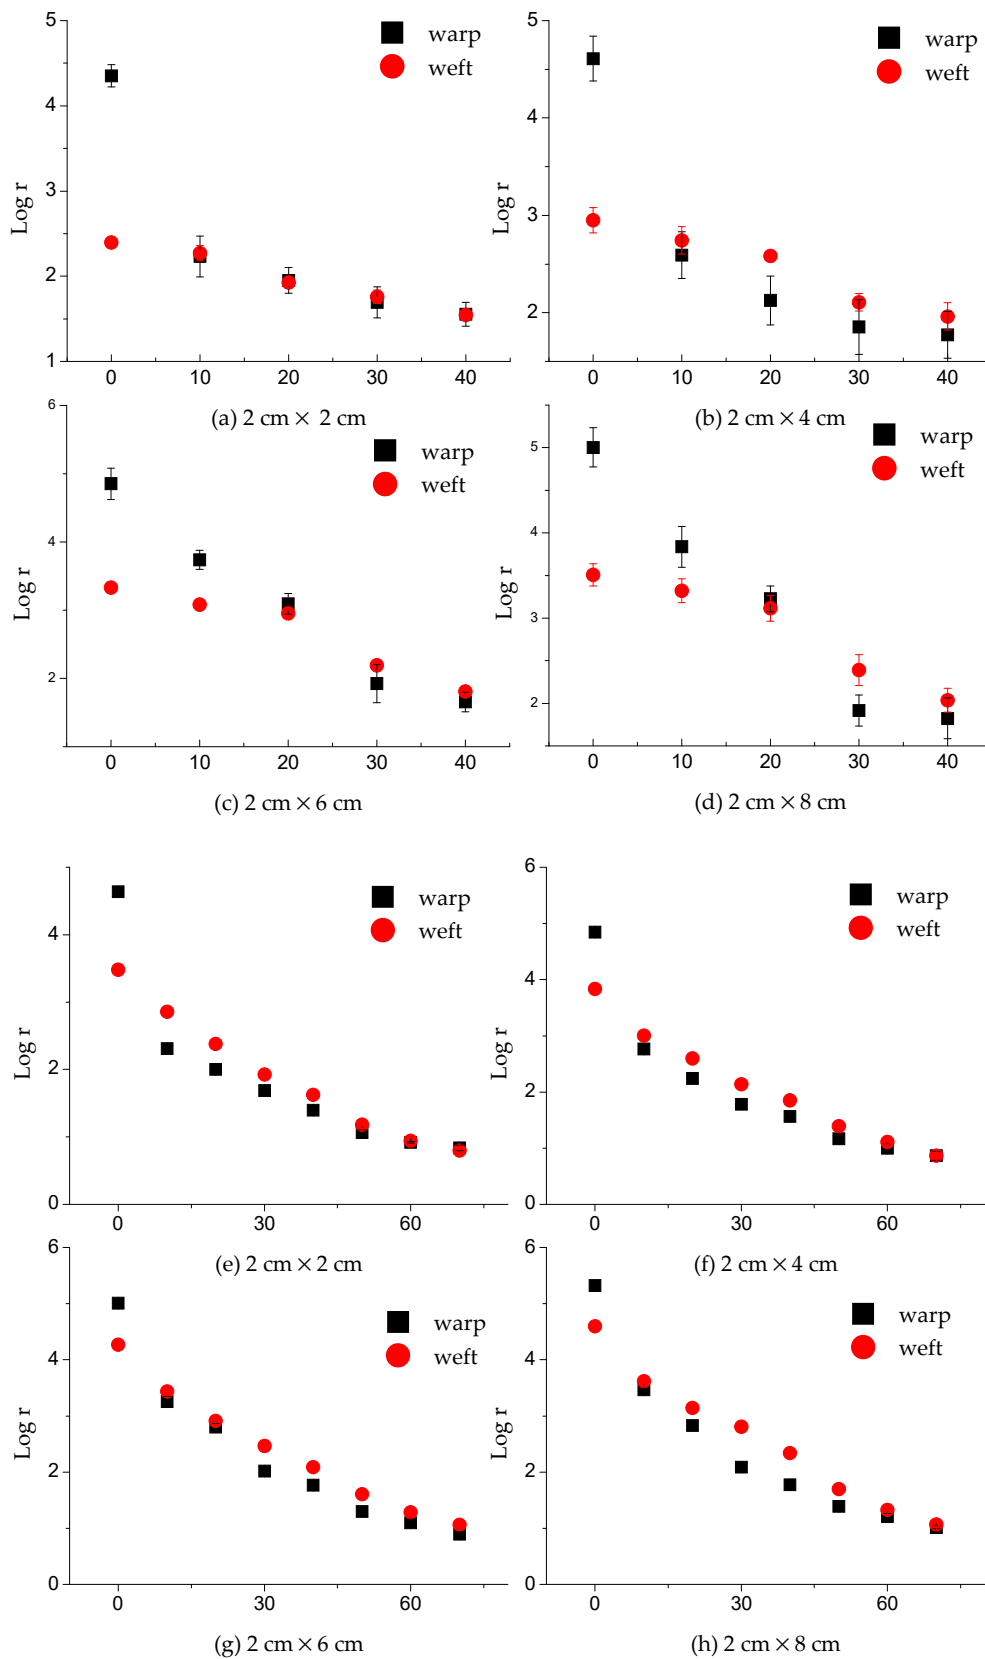 5
4
3
2
1
Log r
warp
weft
0 10 20 30 40
(a) 2 cm × 2 cm
5
4
3
2
Log r
warp
weft
0 10 20 30 40
(b) 2 cm × 4 cm
6
4
2
Log r
warp
weft
0 10 20 30 40
(c) 2 cm × 6 cm
5
4
3
2
Log r
warp
weft
0 10 20 30 40
(d) 2 cm × 8 cm
4
2
0
Log r
warp
weft
0 30 60
(e) 2 cm × 2 cm
6
4
2
0
Log r
warp
weft
0 30 60
(f) 2 cm × 4 cm
6
4
2
0
Log r
warp
weft
0 30 60
(g) 2 cm × 6 cm
6
4
2
0
Log r
warp
weft
0 30 60
(h) 2 cm × 8 cm